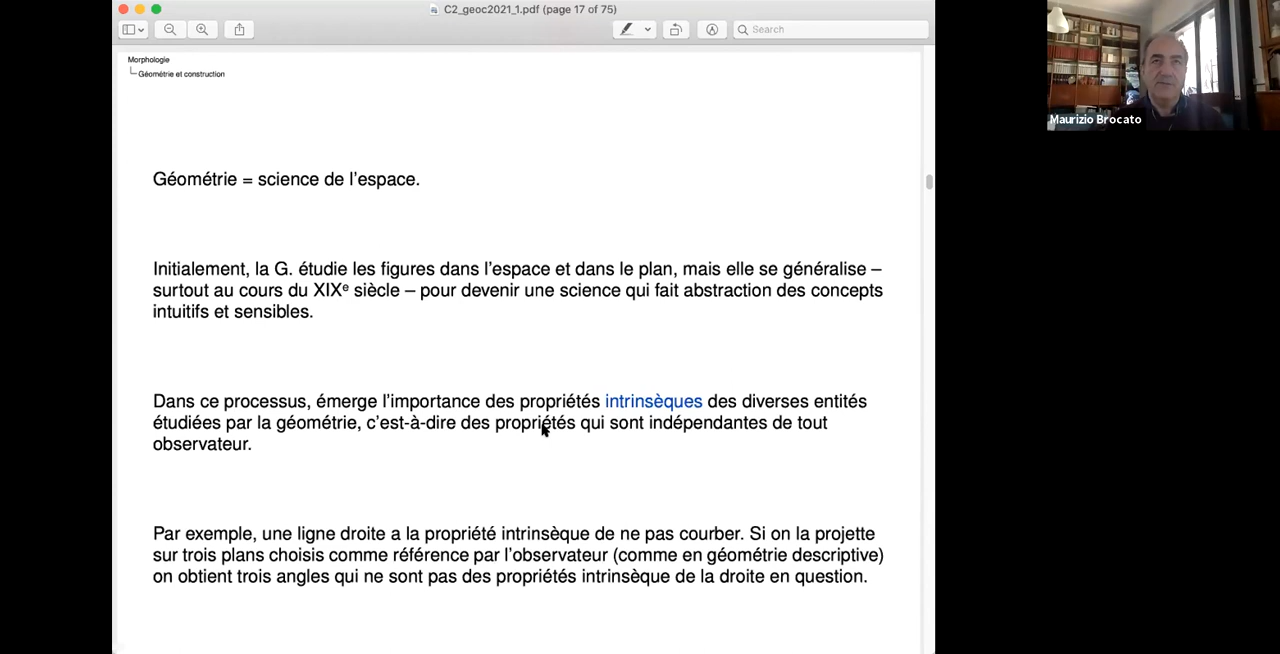 C2_geoc2021_1.pdf (page 17 of 75)
Search
Morphologie
Géométrie et construction
Géométrie = science de l'espace.
Initialement, la G. étudie les figures dans l'espace et dans le plan, mais elle se généralise –
surtout au cours du XIXᵉ siècle – pour devenir une science qui fait abstraction des concepts
intuitifs et sensibles.
Dans ce processus, émerge l'importance des propriétés intrinsèques des diverses entités
étudiées par la géométrie, c'est-à-dire des propriétés qui sont indépendantes de tout
observateur.
Par exemple, une ligne droite a la propriété intrinsèque de ne pas courber. Si on la projette
sur trois plans choisis comme référence par l'observateur (comme en géométrie descriptive)
on obtient trois angles qui ne sont pas des propriétés intrinsèque de la droite en question.
Maurizio Brocato